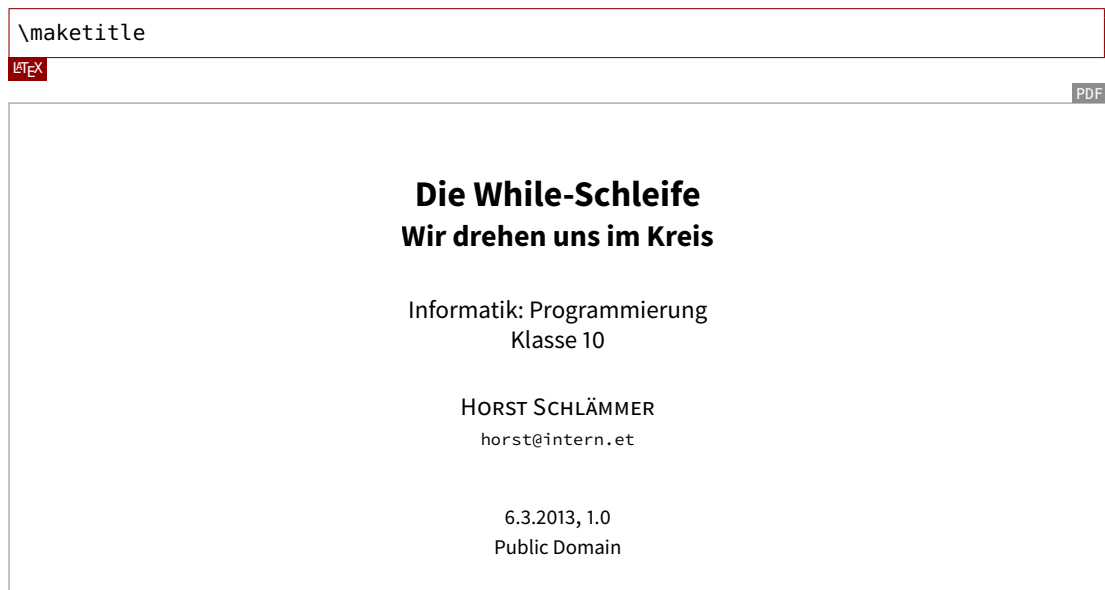 \maketitle
LATEX
PDF
Die While-Schleife
Wir drehen uns im Kreis
Informatik: Programmierung
Klasse 10
HORST SCHLÄMMER
horst@intern.et
6.3.2013, 1.0
Public Domain